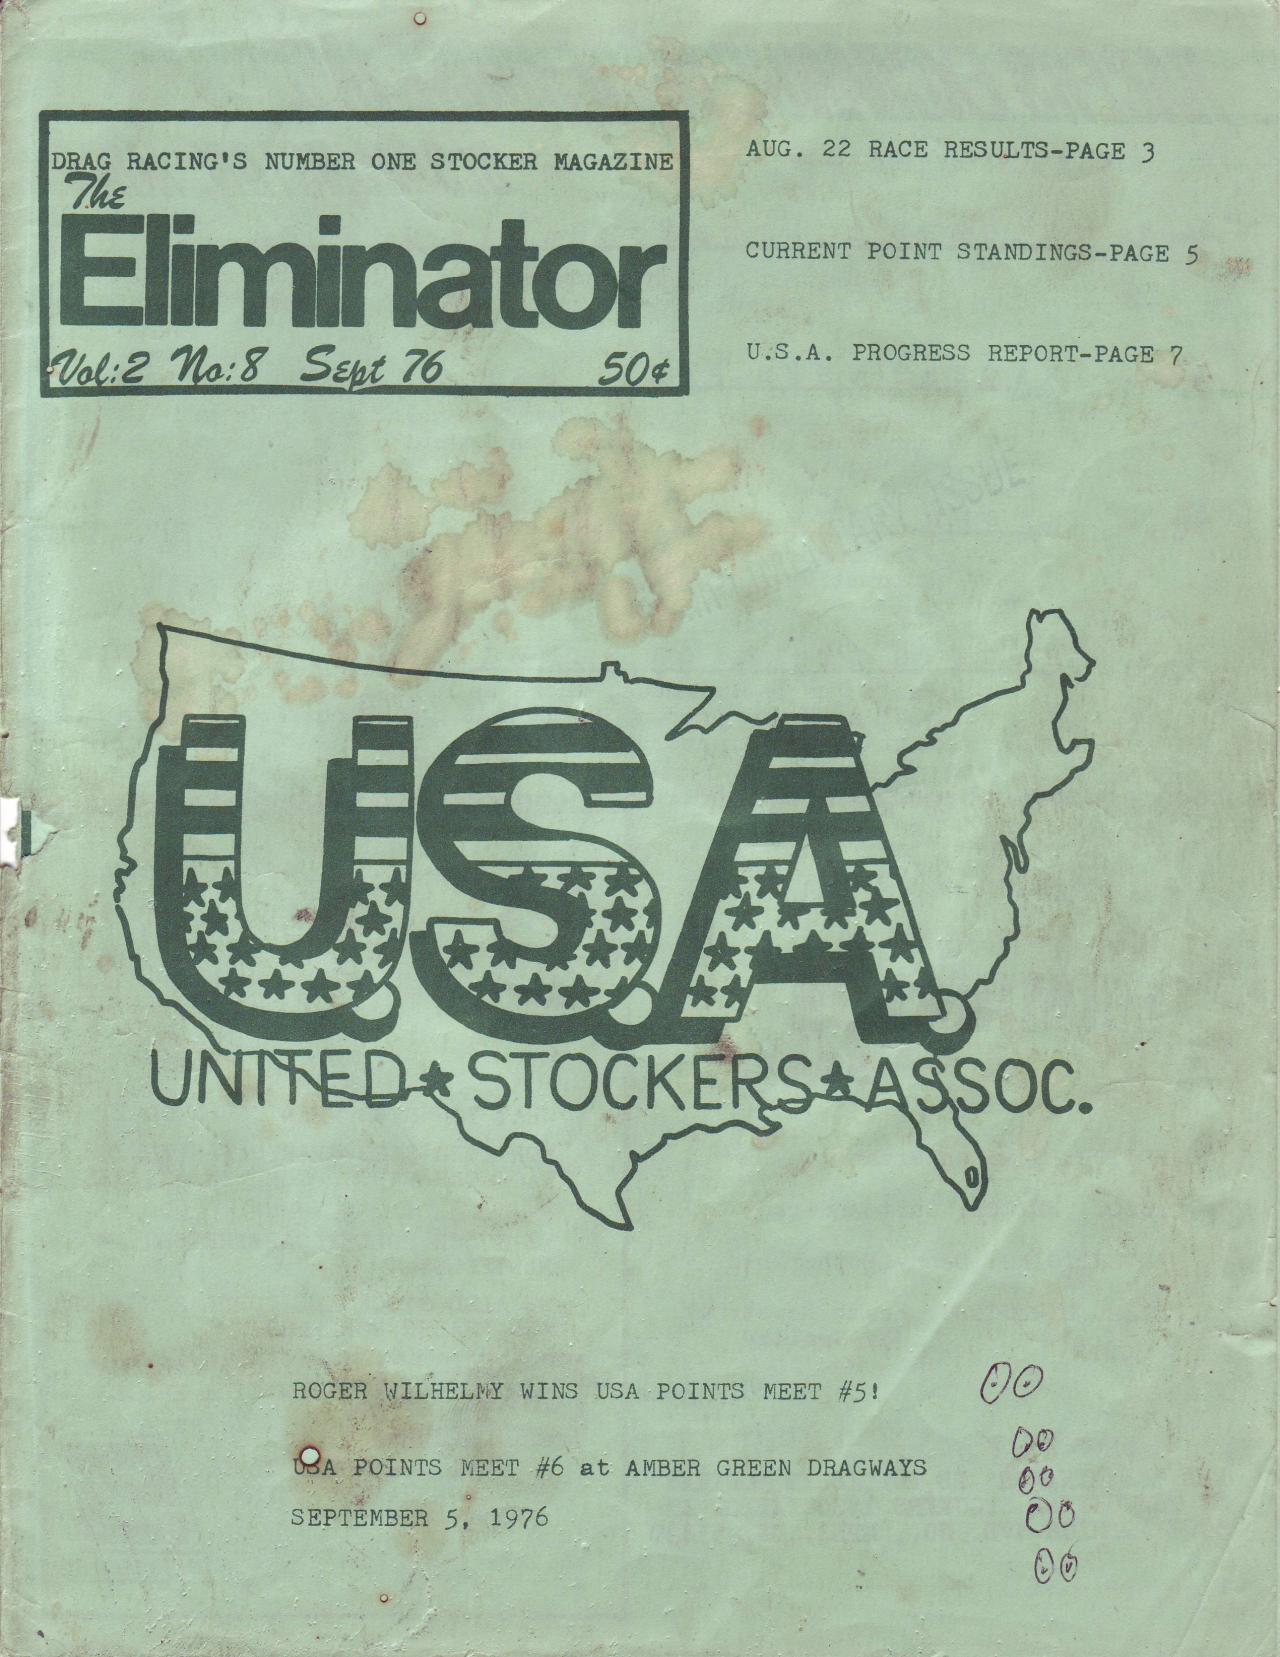 DRAG RACING'S NUMBER ONE STOCKER MAGAZINE
The
Eliminator
Vol:2 No:8 Sept 76 50¢
AUG. 22 RACE RESULTS-PAGE 3
CURRENT POINT STANDINGS-PAGE 5
U.S.A. PROGRESS REPORT-PAGE 7
USA
UNITED★STOCKERS★ASSOC.
ROGER WILHELMY WINS USA POINTS MEET #5!
USA POINTS MEET #6 at AMBER GREEN DRAGWAYS
SEPTEMBER 5, 1976